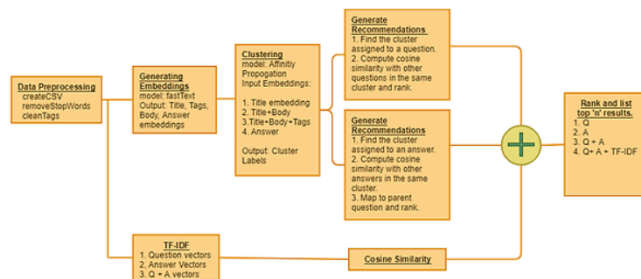 Data Preprocessing
createCSV
removeStopWords
cleanTags
Generating
Embeddings
model: fastText
Output: Title, Tags,
Body, Answer
embeddings
Clustering
model: Affinity
Propogation
Input Embeddings:
1. Title embedding
2. Title+Body
3.Title+Body+Tags
4. Answer
Output: Cluster
Labels
Generate
Recommendations
1. Find the cluster
assigned to a question.
2. Compute cosine
similarity with other
questions in the same
cluster and rank.
Generate
Recommendations
1. Find the cluster
assigned to an answer.
2. Compute cosine
similarity with other
answers in the same
cluster.
3. Map to parent
question and rank.
Rank and list
top 'n' results.
1. Q
2. A
3. Q + A
4. Q+ A + TF-IDF
TF-IDF
1. Question vectors
2. Answer Vectors
3. Q + A vectors
Cosine Similarity